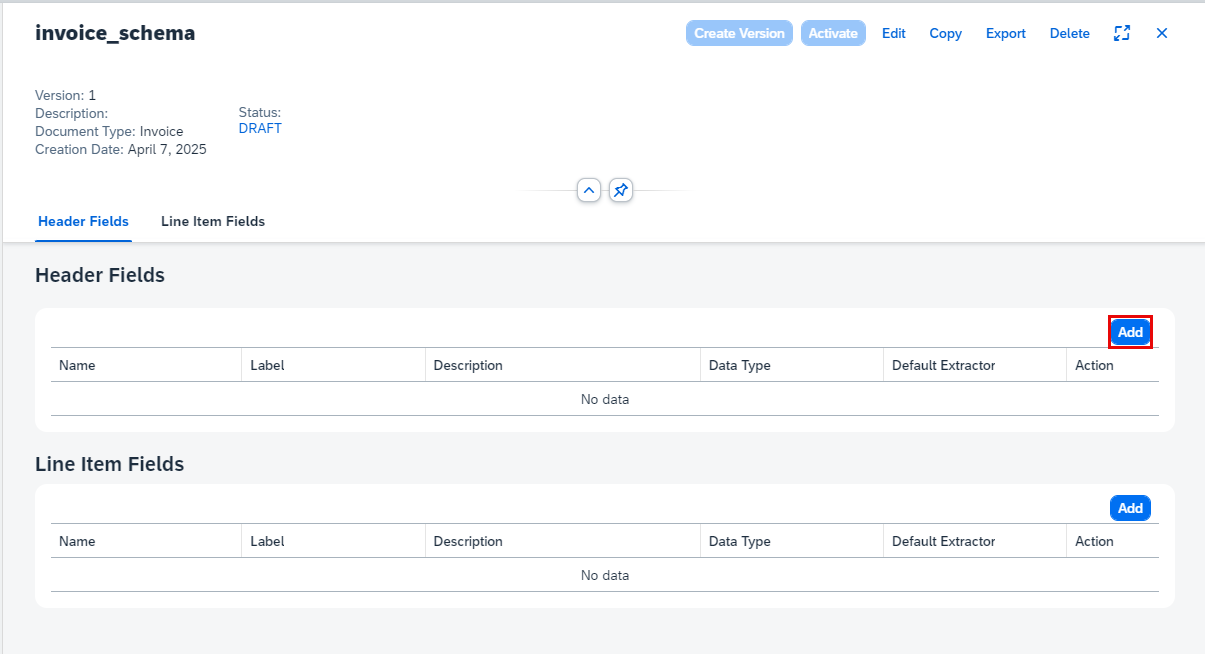 invoice_schema
Create Version Activate Edit Copy Export Delete
Version: 1
Description:
Document Type: Invoice
Creation Date: April 7, 2025
Status:
DRAFT
Header Fields Line Item Fields
Header Fields
Add
Name Label Description Data Type Default Extractor Action
No data
Line Item Fields
Add
Name Label Description Data Type Default Extractor Action
No data